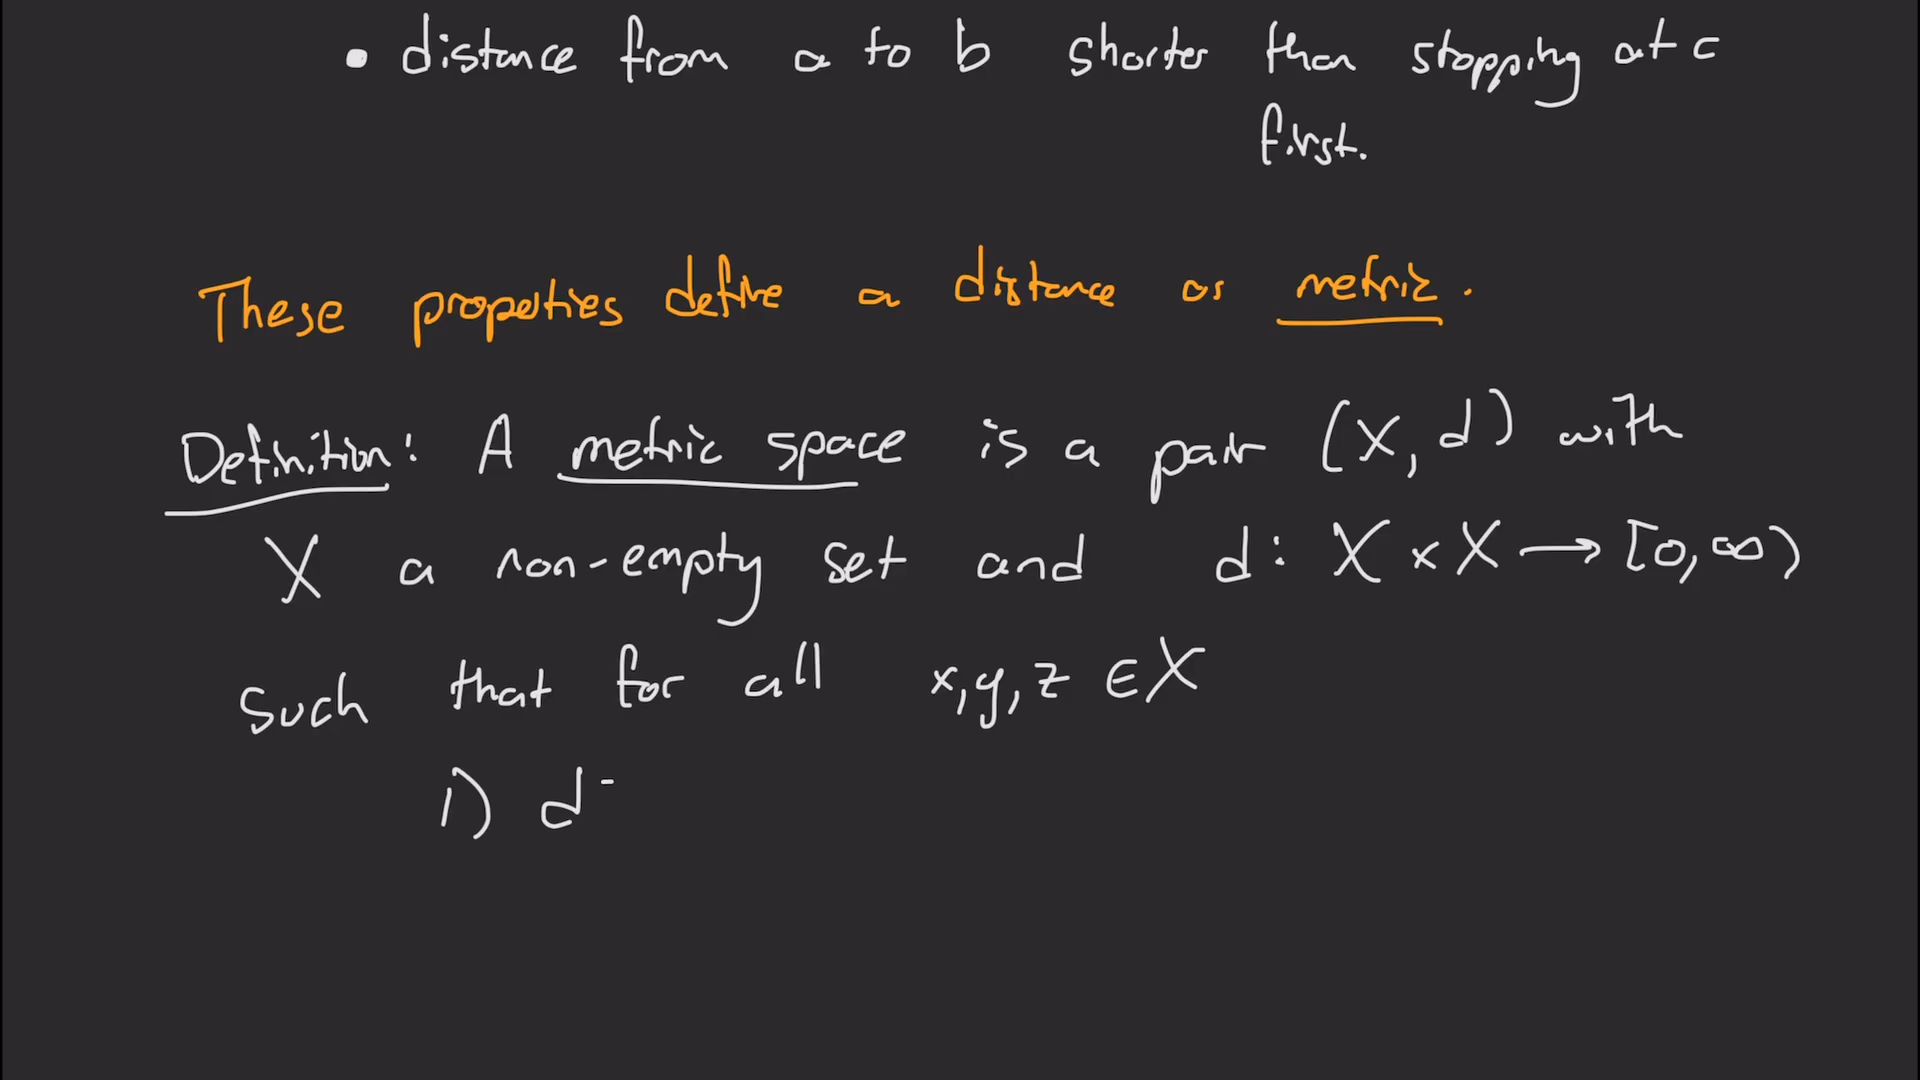 • distance from a to b shorter than stopping at c
first.
These properties define a distance or metric.
Definition: A metric space is a pair (X, d) with
X a non-empty set and d: X × X → [0, ∞)
such that for all x, y, z ∈ X
1) d